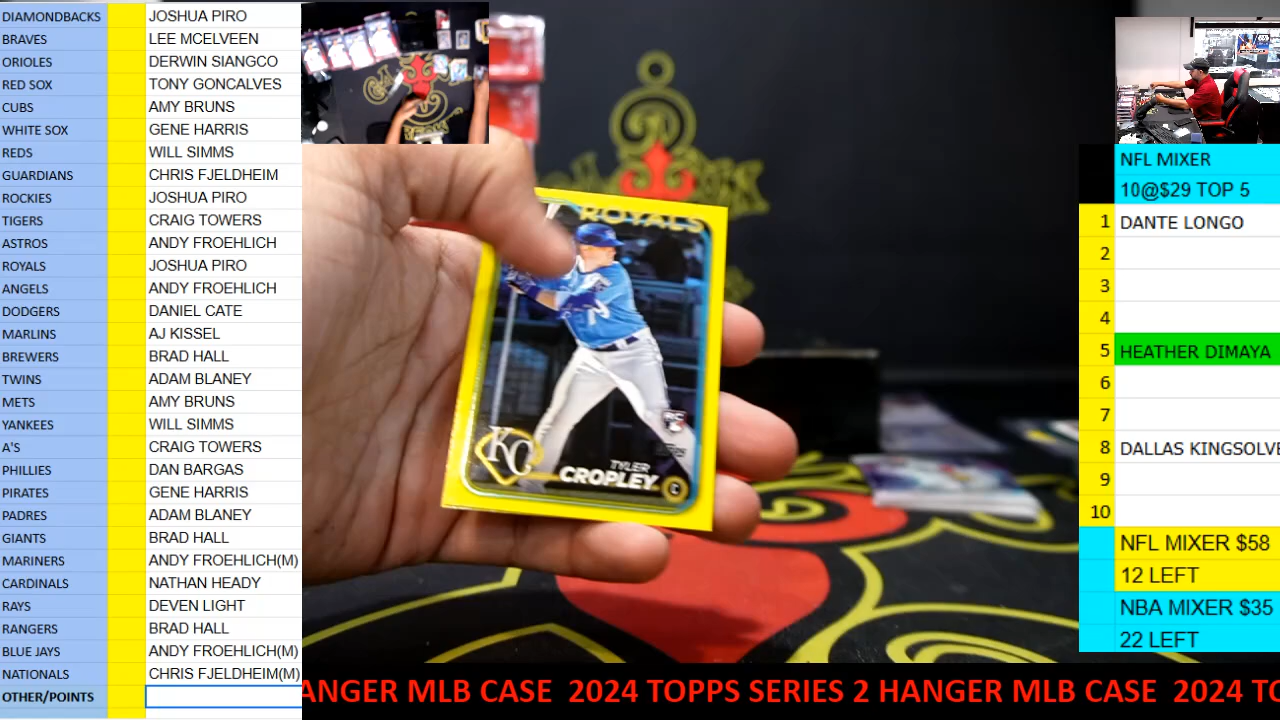 DIAMONDBACKS JOSHUA PIRO
BRAVES LEE MCELVEEN
ORIOLES DERWIN SIANGCO
RED SOX TONY GONCALVES
CUBS AMY BRUNS
WHITE SOX GENE HARRIS
REDS WILL SIMMS
GUARDIANS CHRIS FJELDHEIM
ROCKIES JOSHUA PIRO
TIGERS CRAIG TOWERS
ASTROS ANDY FROEHLICH
ROYALS JOSHUA PIRO
ANGELS ANDY FROEHLICH
DODGERS DANIEL CATE
MARLINS AJ KISSEL
BREWERS BRAD HALL
TWINS ADAM BLANEY
METS AMY BRUNS
YANKEES WILL SIMMS
A'S CRAIG TOWERS
PHILLIES DAN BARGAS
PIRATES GENE HARRIS
PADRES ADAM BLANEY
GIANTS BRAD HALL
MARINERS ANDY FROEHLICH(M)
CARDINALS NATHAN HEADY
RAYS DEVEN LIGHT
RANGERS BRAD HALL
BLUE JAYS ANDY FROEHLICH(M)
NATIONALS CHRIS FJELDHEIM(M)
OTHER/POINTS
ROYALS
RC
KC
TYLER
CROPLEY
C
NFL MIXER
10@$29 TOP 5
1 DANTE LONGO
2
3
4
5 HEATHER DIMAYA
6
7
8 DALLAS KINGSOLVE
9
10
NFL MIXER $58
12 LEFT
NBA MIXER $35
22 LEFT
ANGER MLB CASE 2024 TOPPS SERIES 2 HANGER MLB CASE 2024 TO